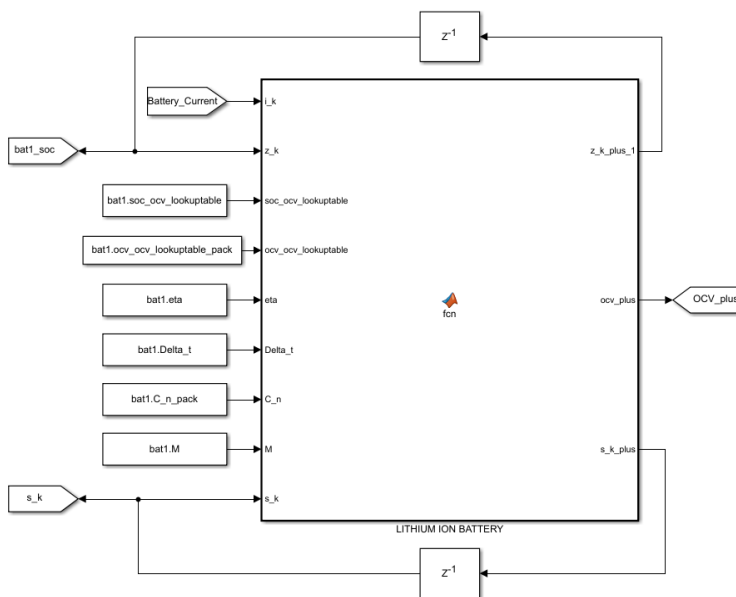 Z-1
Battery_Current
i_k
bat1_soc
z_k
z_k_plus_1
bat1.soc_ocv_lookuptable
soc_ocv_lookuptable
bat1.ocv_ocv_lookuptable_pack
ocv_ocv_lookuptable
bat1.eta
eta
fcn
ocv_plus
OCV_plus
bat1.Delta_t
Delta_t
bat1.C_n_pack
C_n
bat1.M
M
s_k_plus
s_k
s_k
LITHIUM ION BATTERY
Z-1